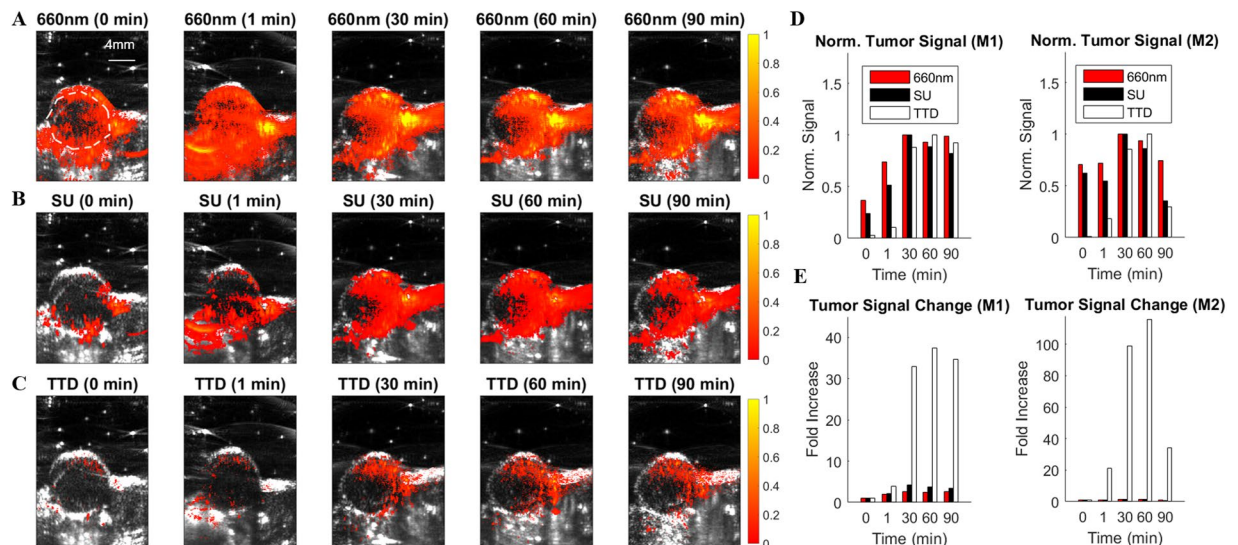 A
660nm (0 min)
660nm (1 min)
660nm (30 min)
660nm (60 min)
660nm (90 min)
4mm
1
0.8
0.6
0.4
0.2
0
B
SU (0 min)
SU (1 min)
SU (30 min)
SU (60 min)
SU (90 min)
1
0.8
0.6
0.4
0.2
0
C
TTD (0 min)
TTD (1 min)
TTD (30 min)
TTD (60 min)
TTD (90 min)
1
0.8
0.6
0.4
0.2
0
D
Norm. Tumor Signal (M1)
Norm. Signal
1.5
1
0.5
0
660nm
SU
TTD
0 1 30 60 90
Time (min)
Norm. Tumor Signal (M2)
Norm. Signal
1.5
1
0.5
0
660nm
SU
TTD
0 1 30 60 90
Time (min)
E
Tumor Signal Change (M1)
Fold Increase
40
30
20
10
0
0 1 30 60 90
Time (min)
Tumor Signal Change (M2)
Fold Increase
100
80
60
40
20
0
0 1 30 60 90
Time (min)